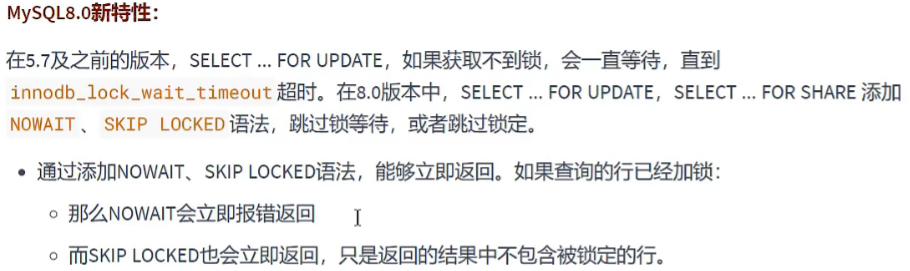 MySQL8.0新特性：
在5.7及之前的版本，SELECT ... FOR UPDATE，如果获取不到锁，会一直等待，直到
innodb_lock_wait_timeout 超时。在8.0版本中，SELECT ... FOR UPDATE，SELECT ... FOR SHARE 添加
NOWAIT 、 SKIP LOCKED 语法，跳过锁等待，或者跳过锁定。
• 通过添加NOWAIT、SKIP LOCKED语法，能够立即返回。如果查询的行已经加锁：
◦ 那么NOWAIT会立即报错返回
◦ 而SKIP LOCKED也会立即返回，只是返回的结果中不包含被锁定的行。